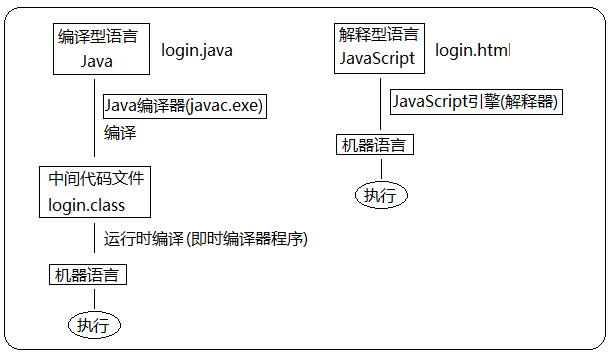 编译型语言
Java
login.java
Java编译器(javac.exe)
编译
中间代码文件
login.class
运行时编译(即时编译器程序)
机器语言
执行
解释型语言
JavaScript
login.html
JavaScript引擎(解释器)
机器语言
执行